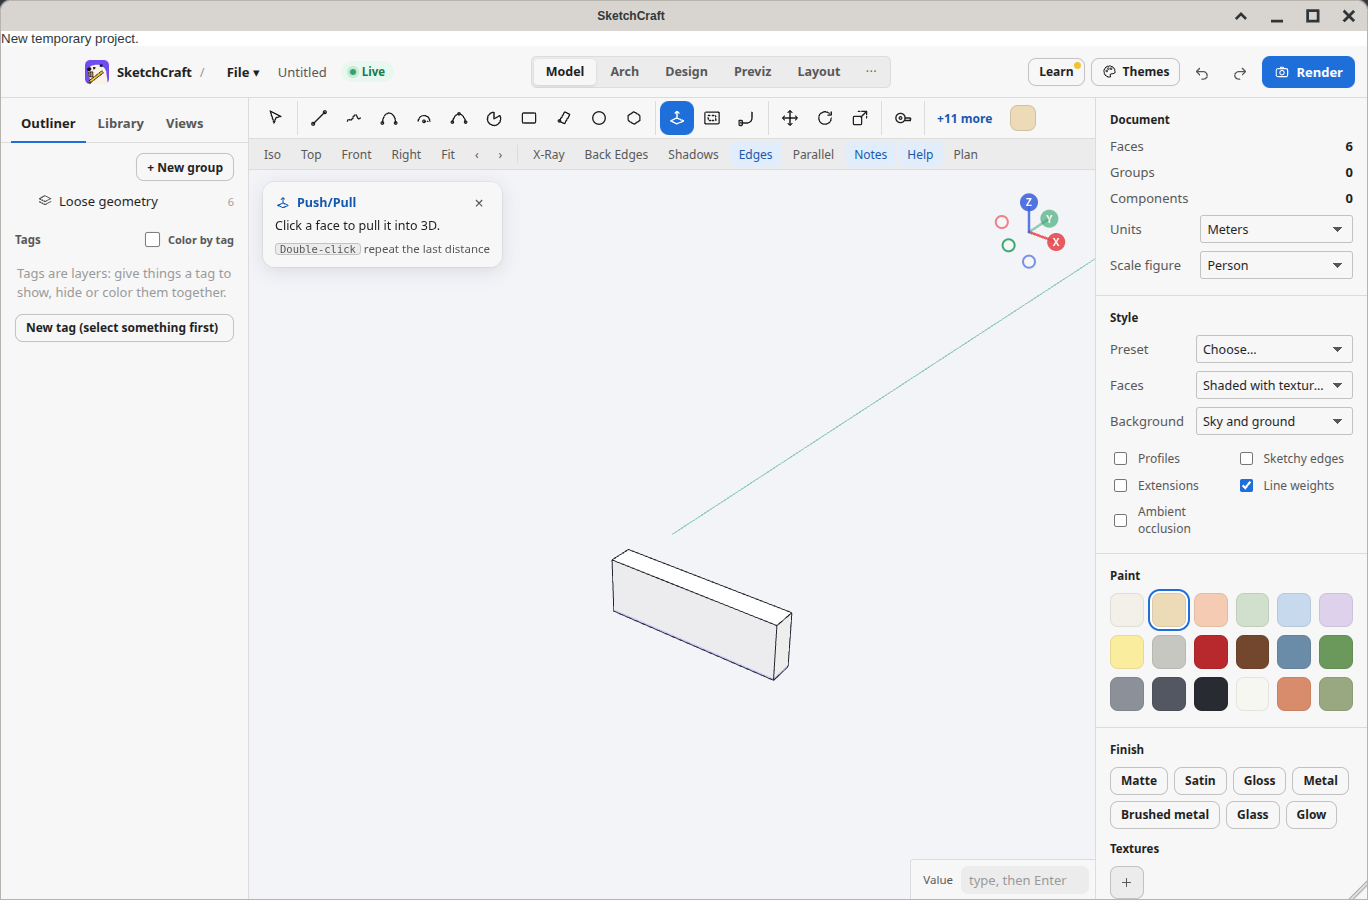 SketchCraft
New temporary project.
SketchCraft / File ▾ Untitled Live
Model Arch Design Previz Layout ···
Learn Themes Render
Outliner Library Views
+11 more
Iso Top Front Right Fit ‹ › X-Ray Back Edges Shadows Edges Parallel Notes Help Plan
+ New group
Loose geometry 6
Tags Color by tag
Tags are layers: give things a tag to
show, hide or color them together.
New tag (select something first)
Push/Pull ×
Click a face to pull it into 3D.
Double-click repeat the last distance
Z
Y
X
Value type, then Enter
Document
Faces 6
Groups 0
Components 0
Units Meters
Scale figure Person
Style
Preset Choose...
Faces Shaded with textur...
Background Sky and ground
Profiles Sketchy edges
Extensions Line weights
Ambient
occlusion
Paint
Finish
Matte Satin Gloss Metal
Brushed metal Glass Glow
Textures
+